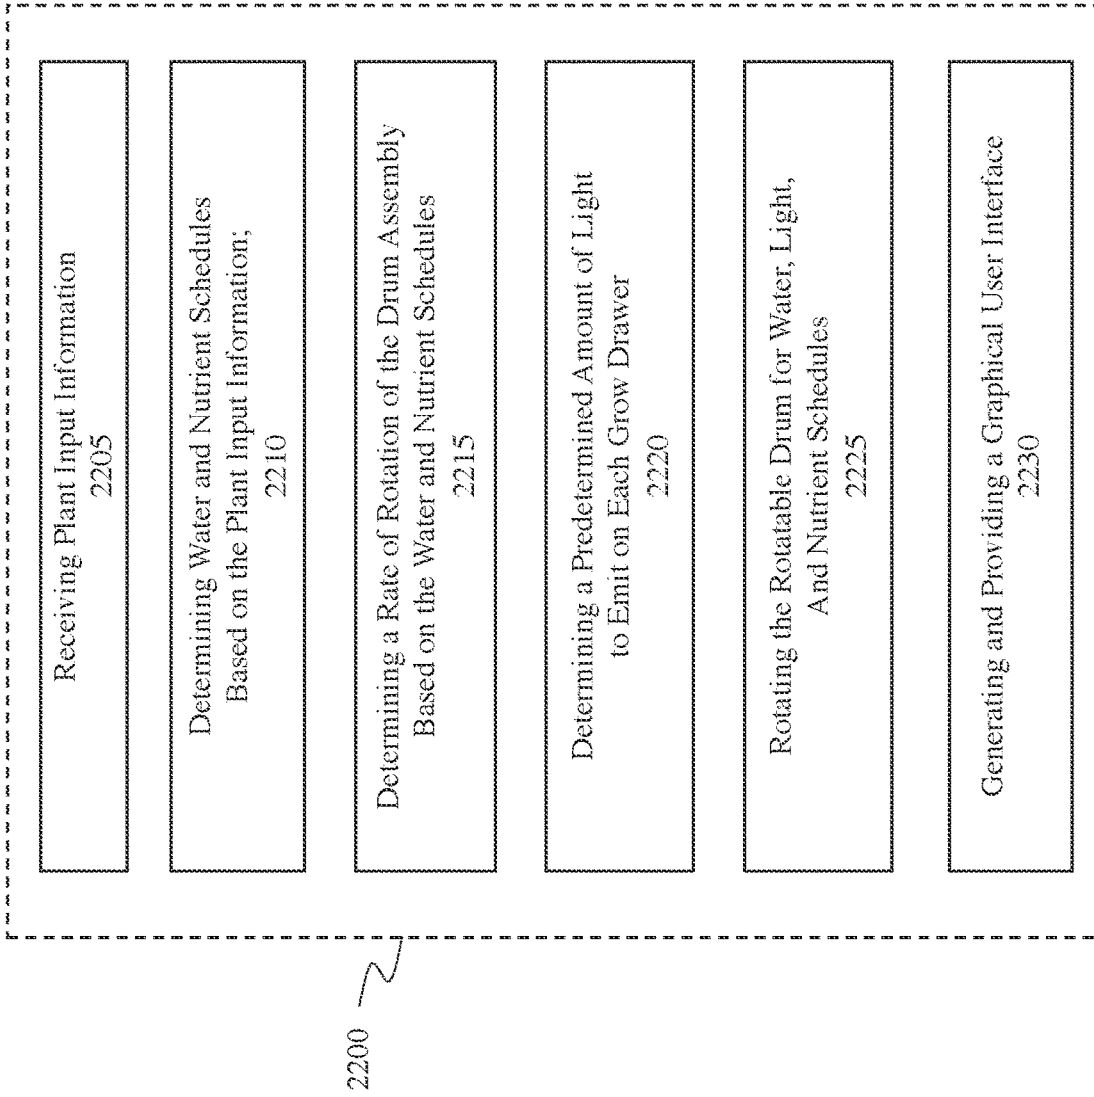 Receiving Plant Input Information
2205
Determining Water and Nutrient Schedules
Based on the Plant Input Information;
2210
Determining a Rate of Rotation of the Drum Assembly
Based on the Water and Nutrient Schedules
2215
Determining a Predetermined Amount of Light
to Emit on Each Grow Drawer
2220
Rotating the Rotatable Drum for Water, Light,
And Nutrient Schedules
2225
Generating and Providing a Graphical User Interface
2230
2200